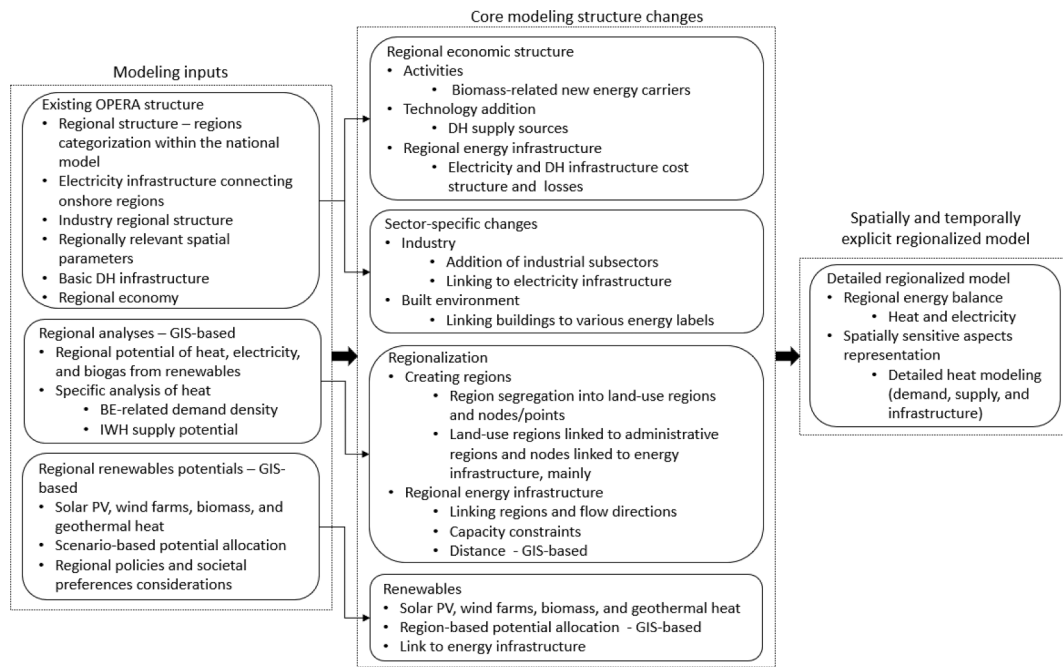 Modeling inputs
Existing OPERA structure
• Regional structure – regions
categorization within the national
model
• Electricity infrastructure connecting
onshore regions
• Industry regional structure
• Regionally relevant spatial
parameters
• Basic DH infrastructure
• Regional economy
Regional analyses – GIS-based
• Regional potential of heat, electricity,
and biogas from renewables
• Specific analysis of heat
• BE-related demand density
• IWH supply potential
Regional renewables potentials – GIS-
based
• Solar PV, wind farms, biomass, and
geothermal heat
• Scenario-based potential allocation
• Regional policies and societal
preferences considerations
Core modeling structure changes
Regional economic structure
• Activities
• Biomass-related new energy carriers
• Technology addition
• DH supply sources
• Regional energy infrastructure
• Electricity and DH infrastructure cost
structure and losses
Sector-specific changes
• Industry
• Addition of industrial subsectors
• Linking to electricity infrastructure
• Built environment
• Linking buildings to various energy labels
Regionalization
• Creating regions
• Region segregation into land-use regions
and nodes/points
• Land-use regions linked to administrative
regions and nodes linked to energy
infrastructure, mainly
• Regional energy infrastructure
• Linking regions and flow directions
• Capacity constraints
• Distance - GIS-based
Renewables
• Solar PV, wind farms, biomass, and geothermal heat
• Region-based potential allocation - GIS-based
• Link to energy infrastructure
Spatially and temporally
explicit regionalized model
Detailed regionalized model
• Regional energy balance
• Heat and electricity
• Spatially sensitive aspects
representation
• Detailed heat modeling
(demand, supply, and
infrastructure)